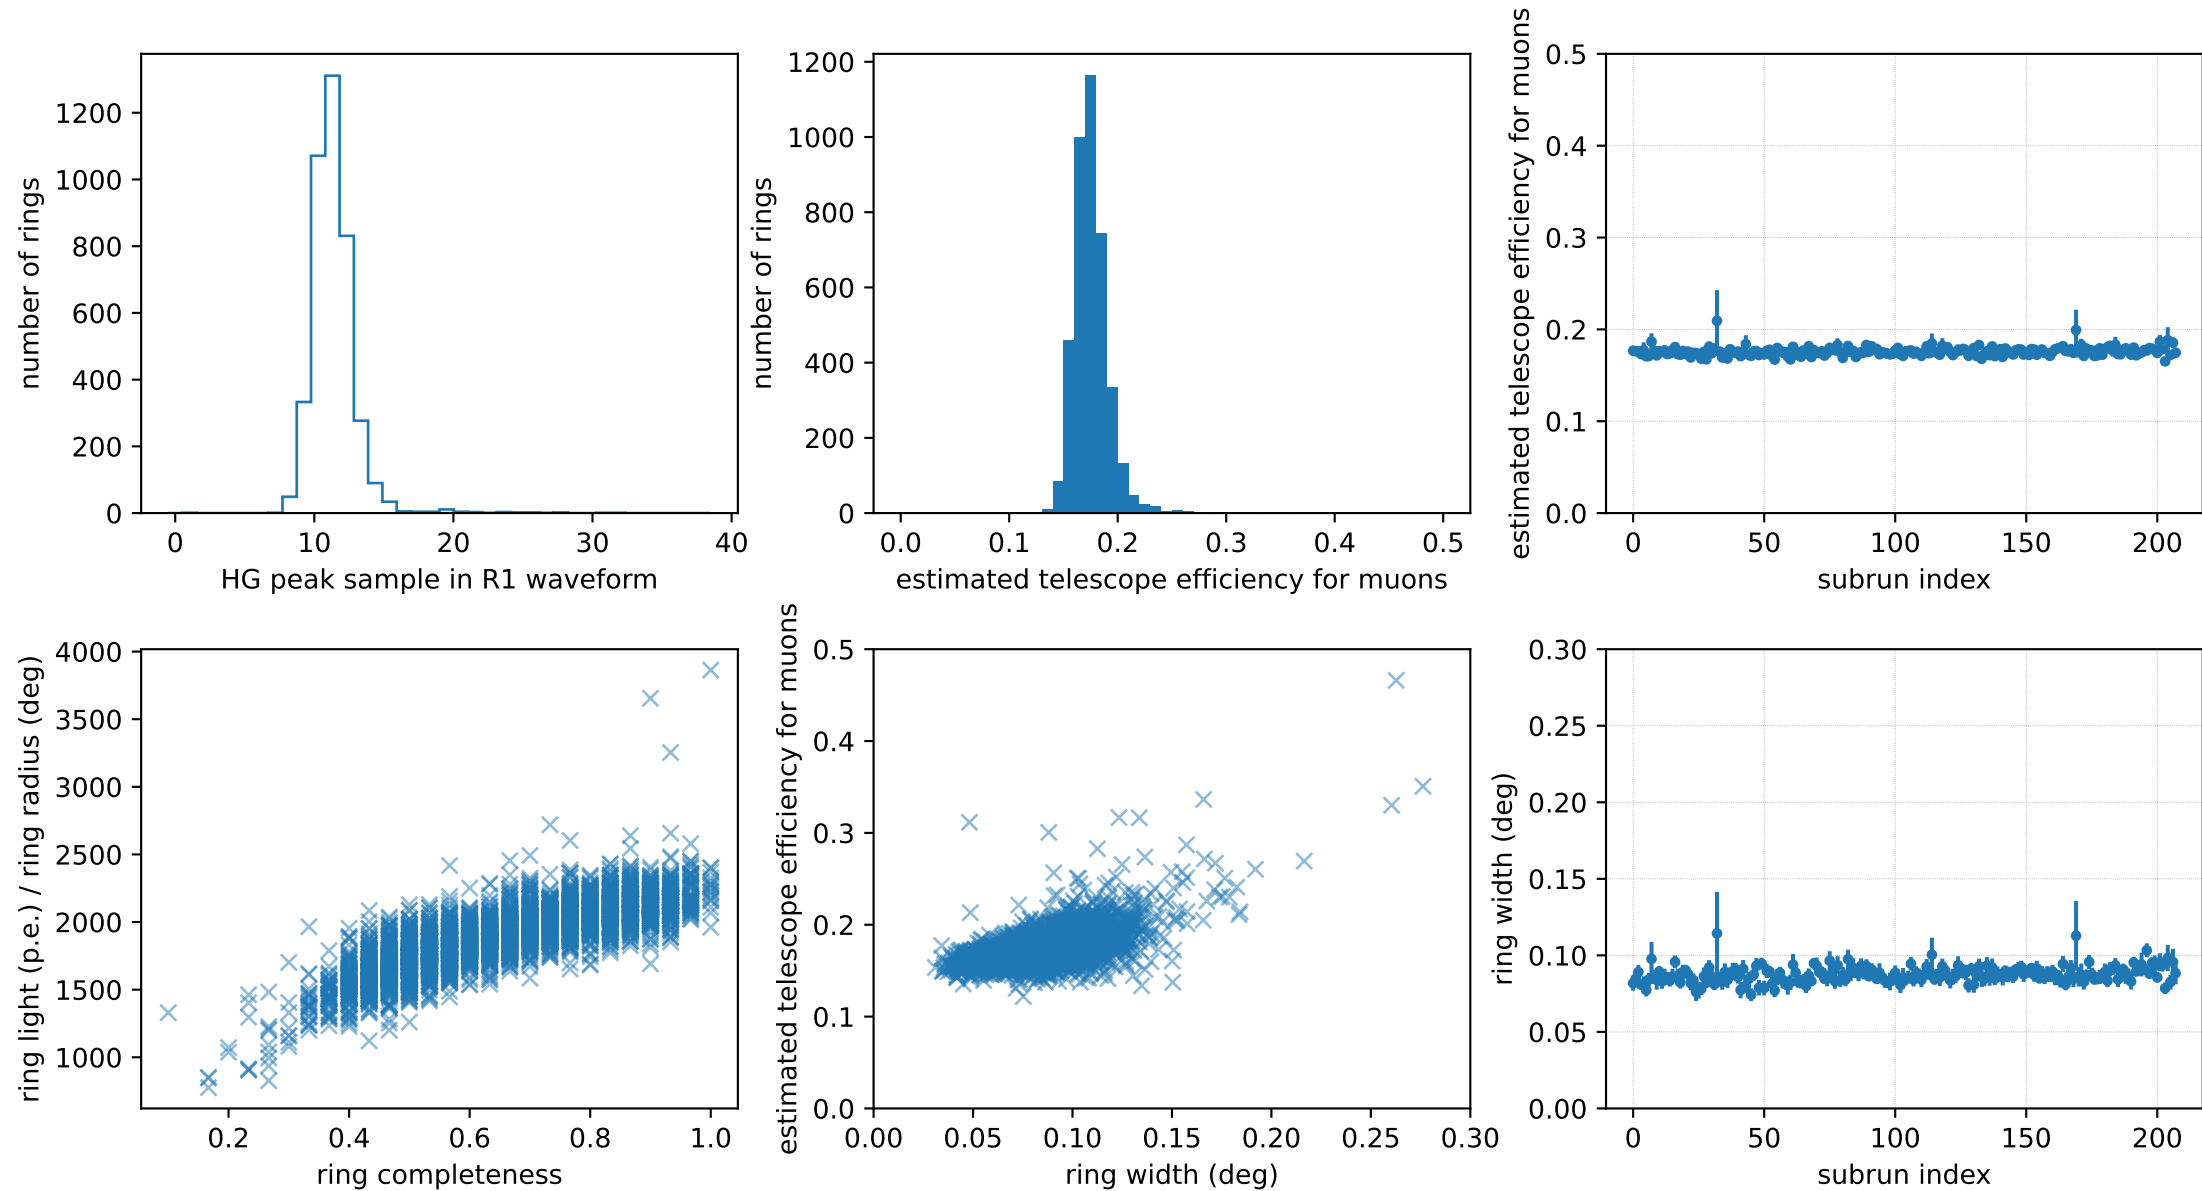 number of rings
1200
1000
800
600
400
200
0
0 10 20 30 40
HG peak sample in R1 waveform
number of rings
1200
1000
800
600
400
200
0
0.0 0.1 0.2 0.3 0.4 0.5
estimated telescope efficiency for muons
estimated telescope efficiency for muons
0.5
0.4
0.3
0.2
0.1
0.0
0 50 100 150 200
subrun index
ring light (p.e.) / ring radius (deg)
4000
3500
3000
2500
2000
1500
1000
0.2 0.4 0.6 0.8 1.0
ring completeness
estimated telescope efficiency for muons
0.5
0.4
0.3
0.2
0.1
0.0
0.00 0.05 0.10 0.15 0.20 0.25 0.30
ring width (deg)
ring width (deg)
0.30
0.25
0.20
0.15
0.10
0.05
0.00
0 50 100 150 200
subrun index